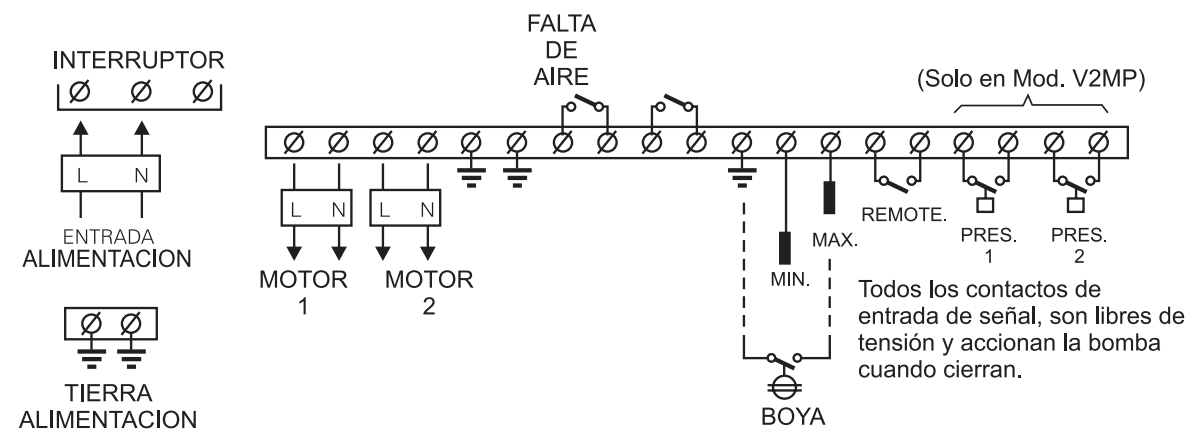 INTERRUPTOR
L N
ENTRADA
ALIMENTACION
TIERRA
ALIMENTACION
FALTA
DE
AIRE
(Solo en Mod. V2MP)
L N
L N
MOTOR
1
MOTOR
2
MIN.
MAX.
REMOTE.
PRES.
1
PRES.
2
BOYA
Todos los contactos de
entrada de señal, son libres de
tensión y accionan la bomba
cuando cierran.